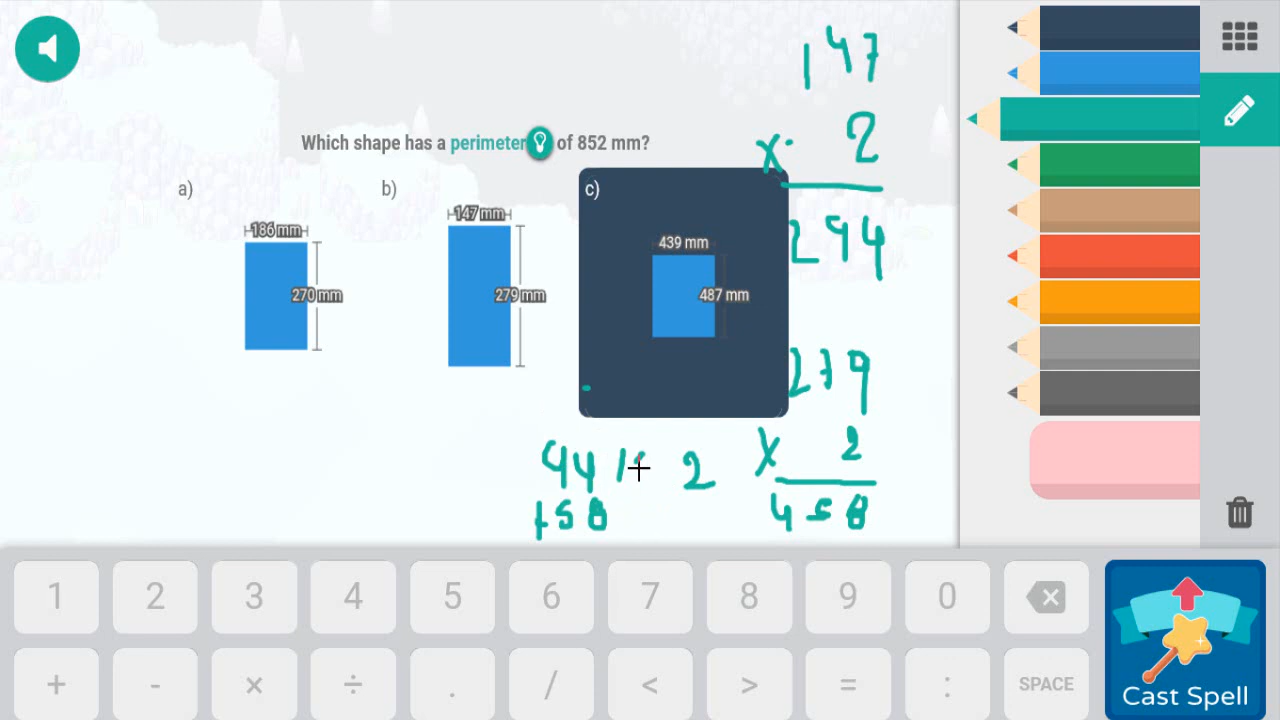 147
Which shape has a perimeter of 852 mm?
x 2
a) b) c)
147 mm
186 mm
439 mm
294
270 mm 279 mm 487 mm
279
x 2
44 2
458
+58
1 2 3 4 5 6 7 8 9 0
+ - × ÷ . / < > = : SPACE
Cast Spell